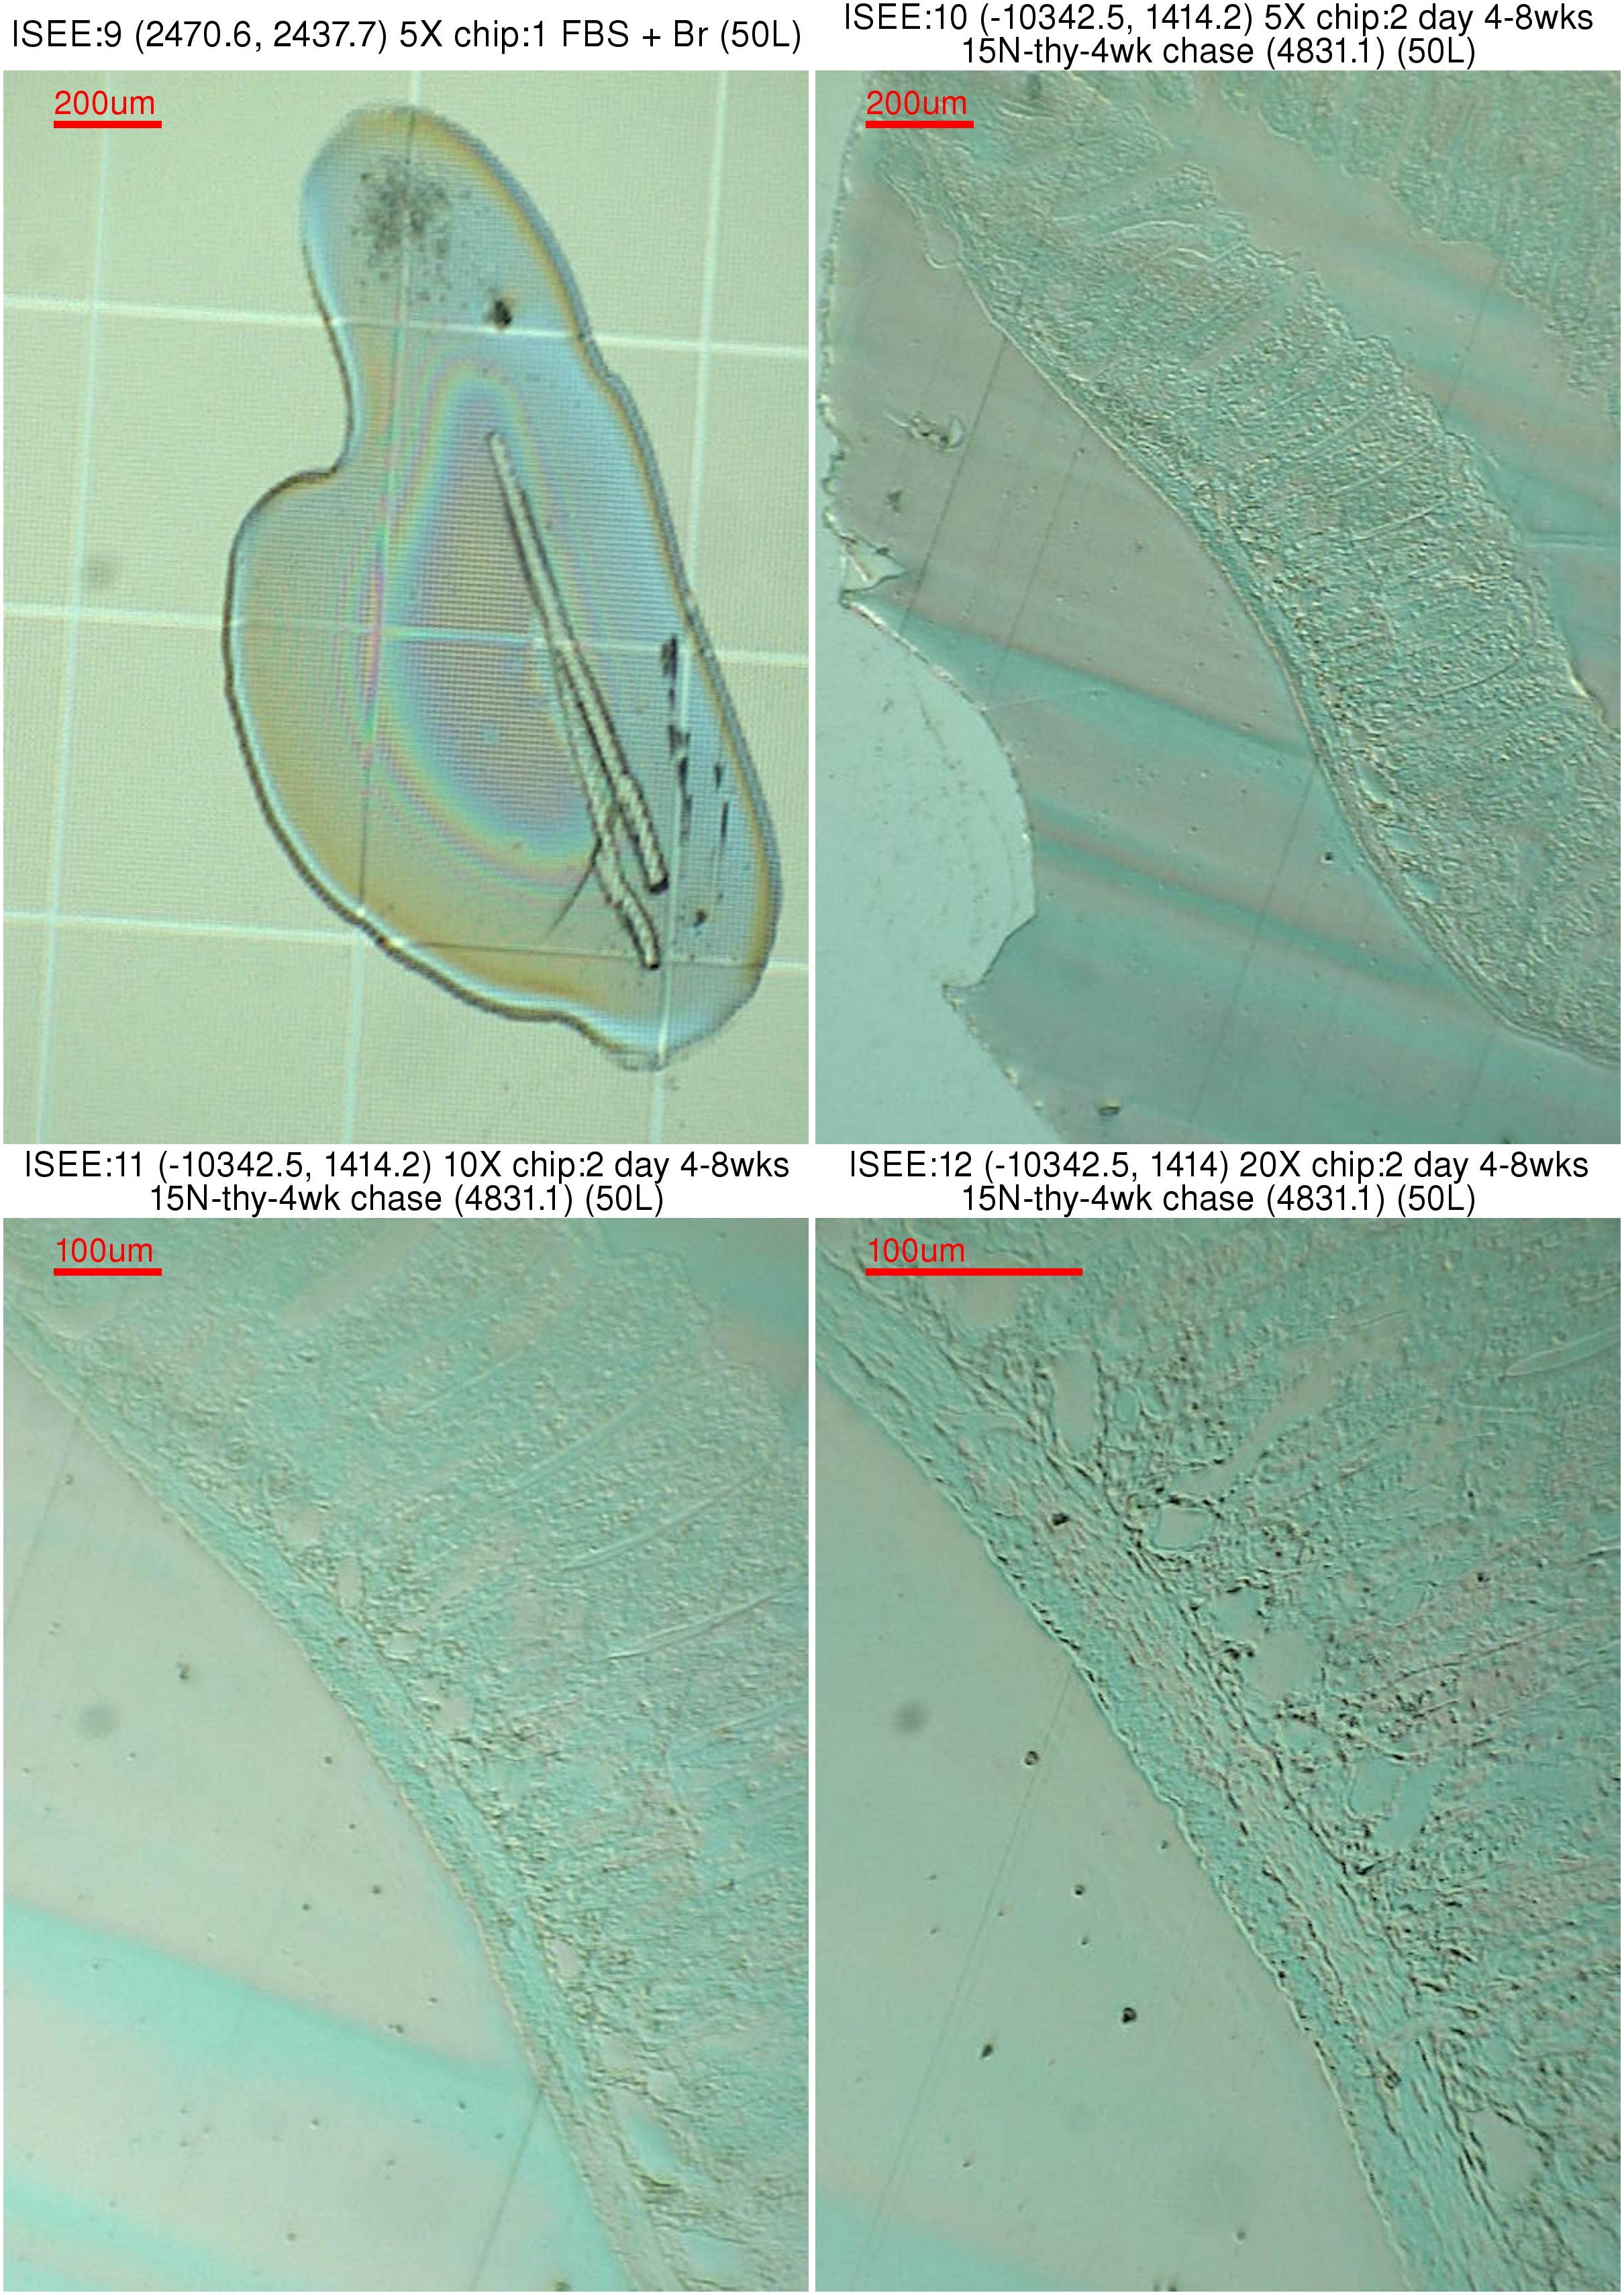 ISEE:9 (2470.6, 2437.7) 5X chip:1 FBS + Br (50L)
200um
ISEE:10 (-10342.5, 1414.2) 5X chip:2 day 4-8wks
15N-thy-4wk chase (4831.1) (50L)
200um
ISEE:11 (-10342.5, 1414.2) 10X chip:2 day 4-8wks
15N-thy-4wk chase (4831.1) (50L)
100um
ISEE:12 (-10342.5, 1414) 20X chip:2 day 4-8wks
15N-thy-4wk chase (4831.1) (50L)
100um